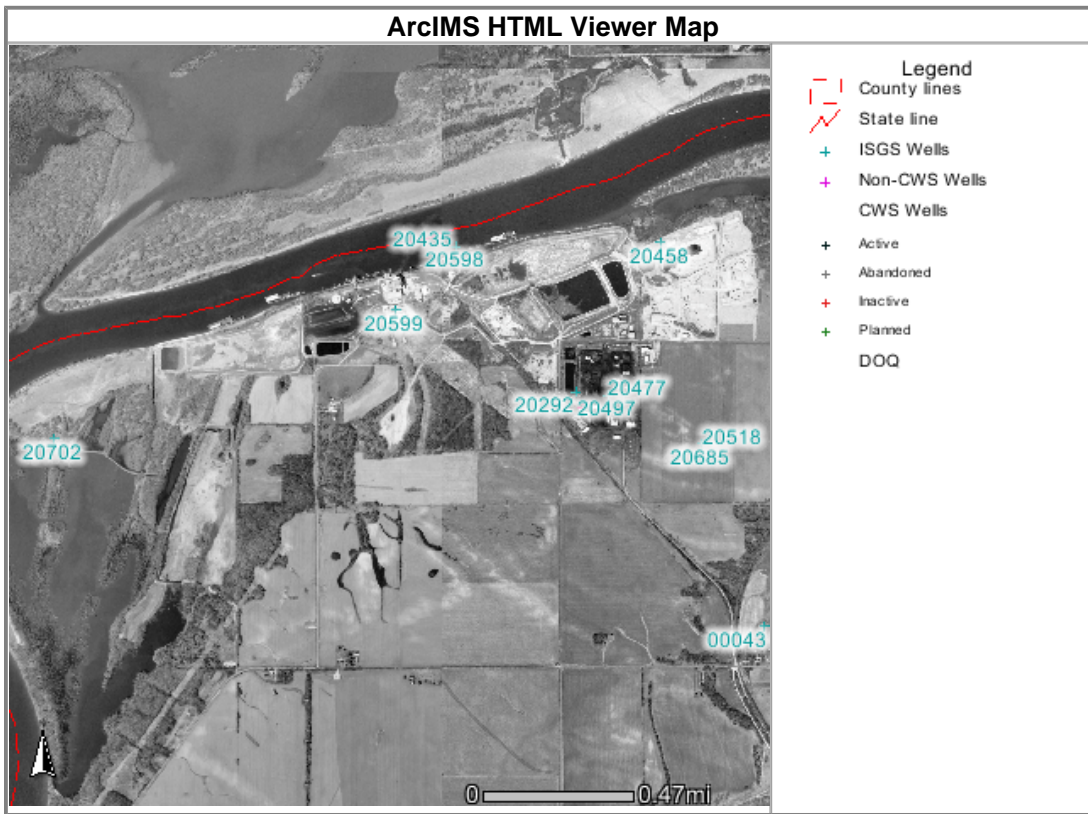 ArcIMS HTML Viewer Map
Legend
County lines
State line
ISGS Wells
Non-CWS Wells
CWS Wells
Active
Abandoned
Inactive
Planned
DOQ
20435
20598
20458
20599
20477
20292
20497
20518
20685
20702
00043
0
0.47mi